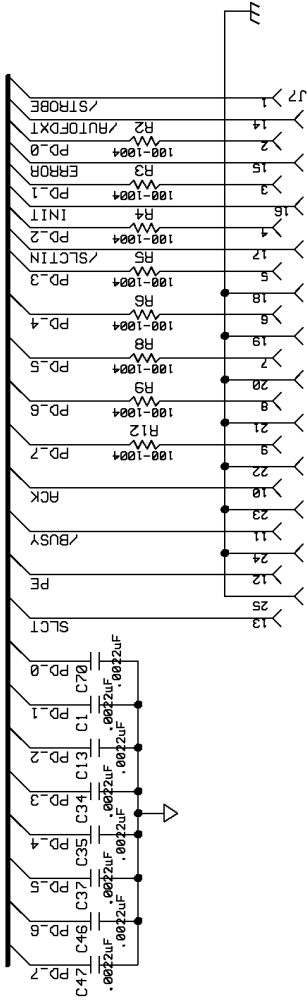 J7
/STROBE 1
/AUTOFDXT 14
PD_0 R2 100-1004 2
ERROR 15
PD_1 R3 100-1004 3
INIT 16
PD_2 R4 100-1004 4
/SLCTIN 17
PD_3 R5 100-1004 5
18
PD_4 R6 100-1004 6
19
PD_5 R8 100-1004 7
20
PD_6 R9 100-1004 8
21
PD_7 R12 100-1004 9
22
ACK 10
23
/BUSY 11
24
PE 12
25
SLCT 13
PD_0 C70 .0022uF
PD_1 C1 .0022uF
PD_2 C13 .0022uF
PD_3 C34 .0022uF
PD_4 C35 .0022uF
PD_5 C37 .0022uF
PD_6 C46 .0022uF
PD_7 C47 .0022uF